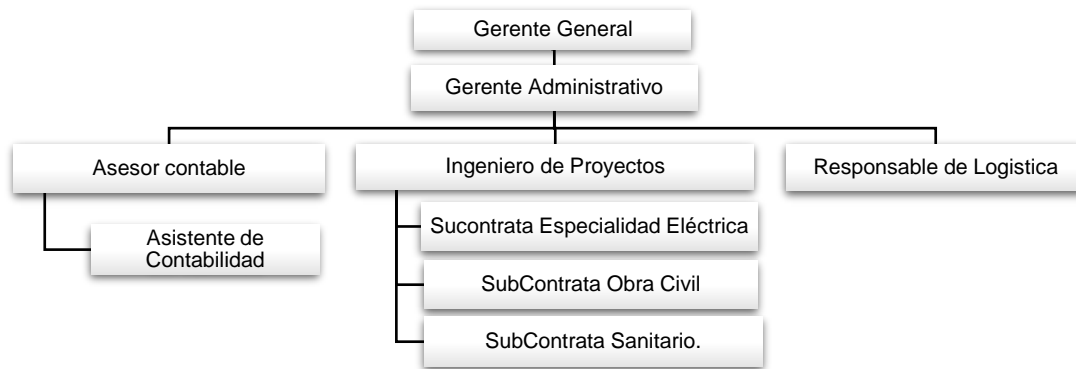 Gerente General
Gerente Administrativo
Asesor contable
Ingeniero de Proyectos
Responsable de Logistica
Asistente de
Contabilidad
Sucontrata Especialidad Eléctrica
SubContrata Obra Civil
SubContrata Sanitario.